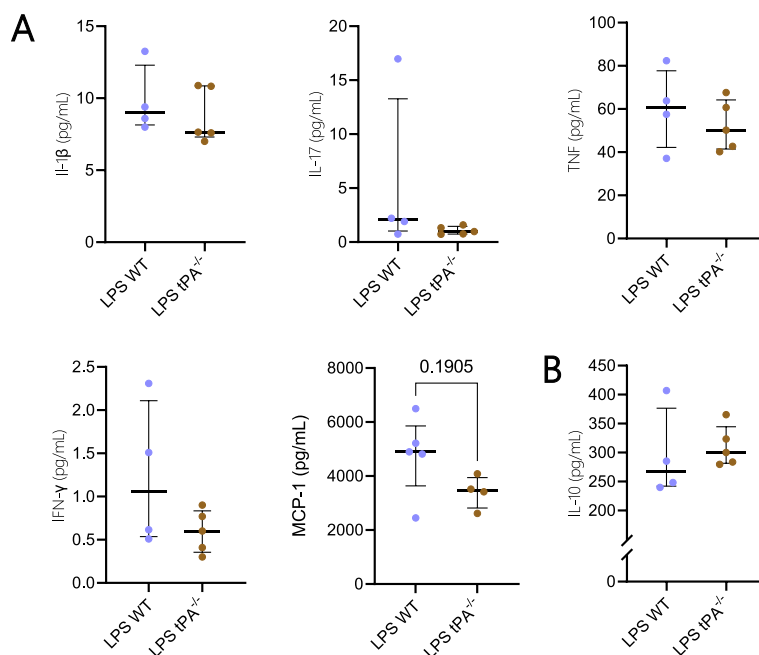 A
Il-1β (pg/mL)
15
10
5
0
LPS WT
LPS tPA-/-
IL-17 (pg/mL)
20
15
10
5
0
LPS WT
LPS tPA-/-
TNF (pg/mL)
100
80
60
40
20
0
LPS WT
LPS tPA-/-
IFN-γ (pg/mL)
2.5
2.0
1.5
1.0
0.5
0.0
LPS WT
LPS tPA-/-
MCP-1 (pg/mL)
8000
6000
4000
2000
0
0.1905
LPS WT
LPS tPA-/-
B
IL-10 (pg/mL)
450
400
350
300
250
200
0
LPS WT
LPS tPA-/-